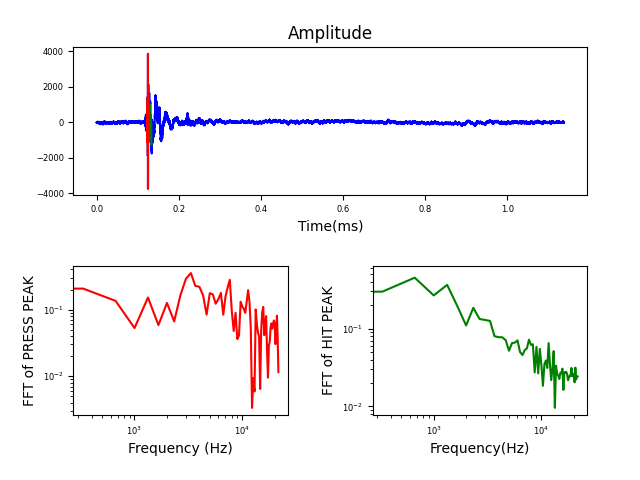 Amplitude
4000
2000
0
−2000
−4000
0.0 0.2 0.4 0.6 0.8 1.0
Time(ms)
FFT of PRESS PEAK
10⁻¹
10⁻²
10³ 10⁴
Frequency (Hz)
FFT of HIT PEAK
10⁻¹
10⁻²
10³ 10⁴
Frequency(Hz)